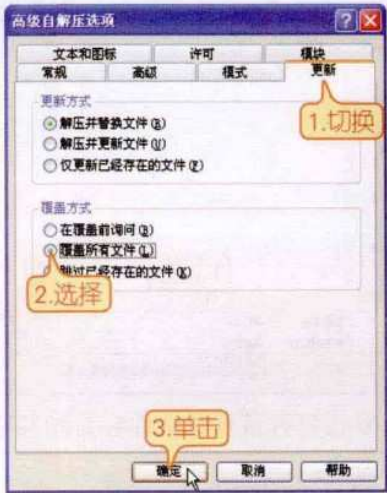 高级自解压选项
文本和图标 许可 模块
常规 高级 模式 更新
1.切换
更新方式
解压并替换文件(R)
解压并更新文件(U)
仅更新已经存在的文件(F)
覆盖方式
在覆盖前询问(B)
覆盖所有文件(L)
跳过已经存在的文件(K)
2.选择
3.单击
确定 取消 帮助